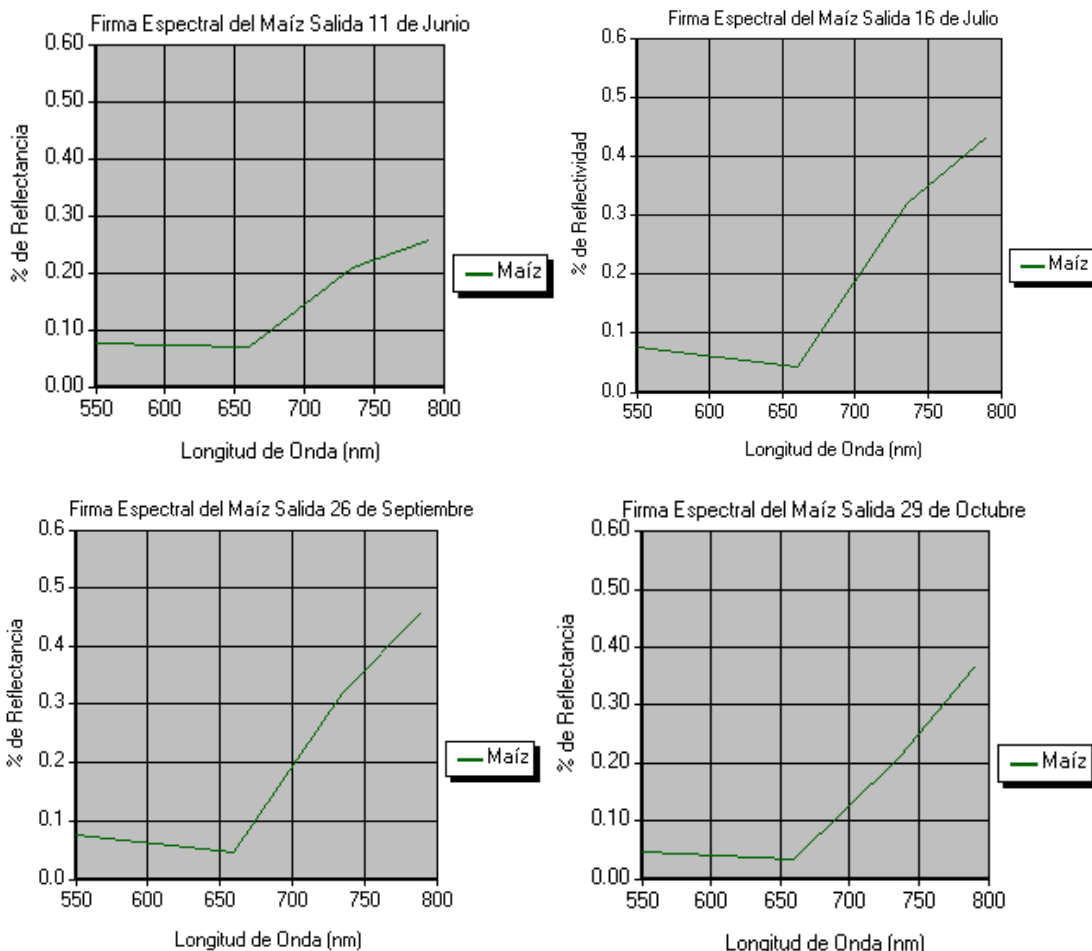 Firma Espectral del Maíz Salida 11 de Junio
% de Reflectancia
0.60
0.50
0.40
0.30
0.20
0.10
0.00
550 600 650 700 750 800
Longitud de Onda (nm)
Maíz
Firma Espectral del Maíz Salida 16 de Julio
% de Reflectividad
0.6
0.5
0.4
0.3
0.2
0.1
0.0
550 600 650 700 750 800
Longitud de Onda (nm)
Maíz
Firma Espectral del Maíz Salida 26 de Septiembre
% de Reflectancia
0.6
0.5
0.4
0.3
0.2
0.1
0.0
550 600 650 700 750 800
Longitud de Onda (nm)
Maíz
Firma Espectral del Maíz Salida 29 de Octubre
% de Reflectancia
0.60
0.50
0.40
0.30
0.20
0.10
0.00
550 600 650 700 750 800
Longitud de Onda (nm)
Maíz